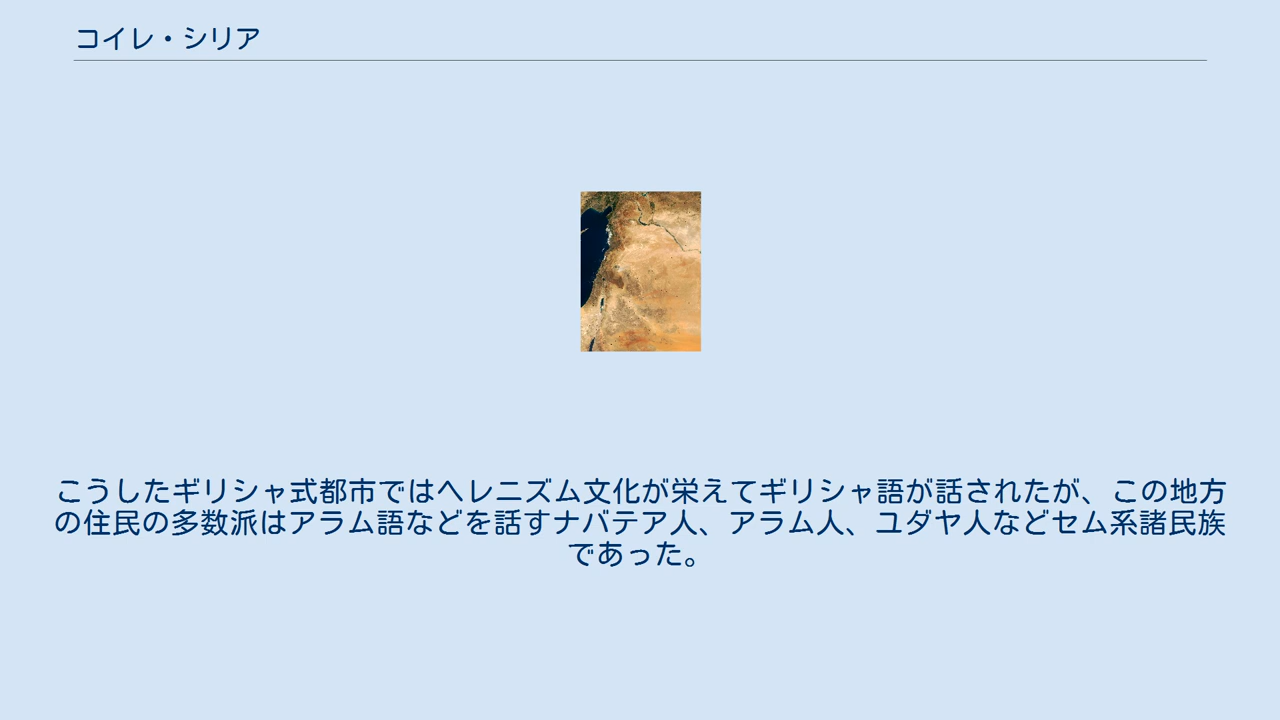 コイレ・シリア
こうしたギリシャ式都市ではヘレニズム文化が栄えてギリシャ語が話されたが、この地方
の住民の多数派はアラム語などを話すナバテア人、アラム人、ユダヤ人などセム系諸民族
であった。